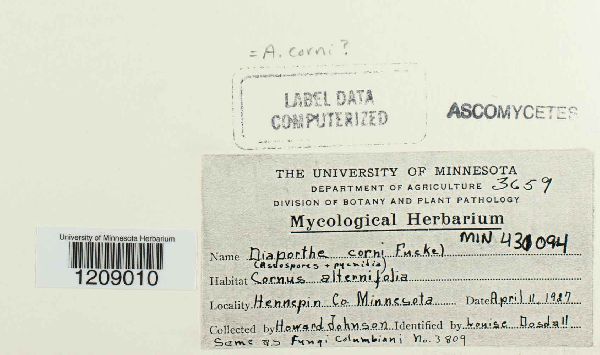 = A. corni?
LABEL DATA
COMPUTERIZED
ASCOMYCETES
THE UNIVERSITY OF MINNESOTA
DEPARTMENT OF AGRICULTURE 3659
DIVISION OF BOTANY AND PLANT PATHOLOGY
Mycological Herbarium
MIN 431094
Name Diaporthe corni Fuckel
(Ascospores + pycnidia)
Habitat Cornus alternifolia
Locality Hennepin Co Minnesota Date April 11, 1927
Collected by Howard Johnson Identified by Louise Dosdall
Same as Fungi Columbiani No. 3809
University of Minnesota Herbarium
1209010